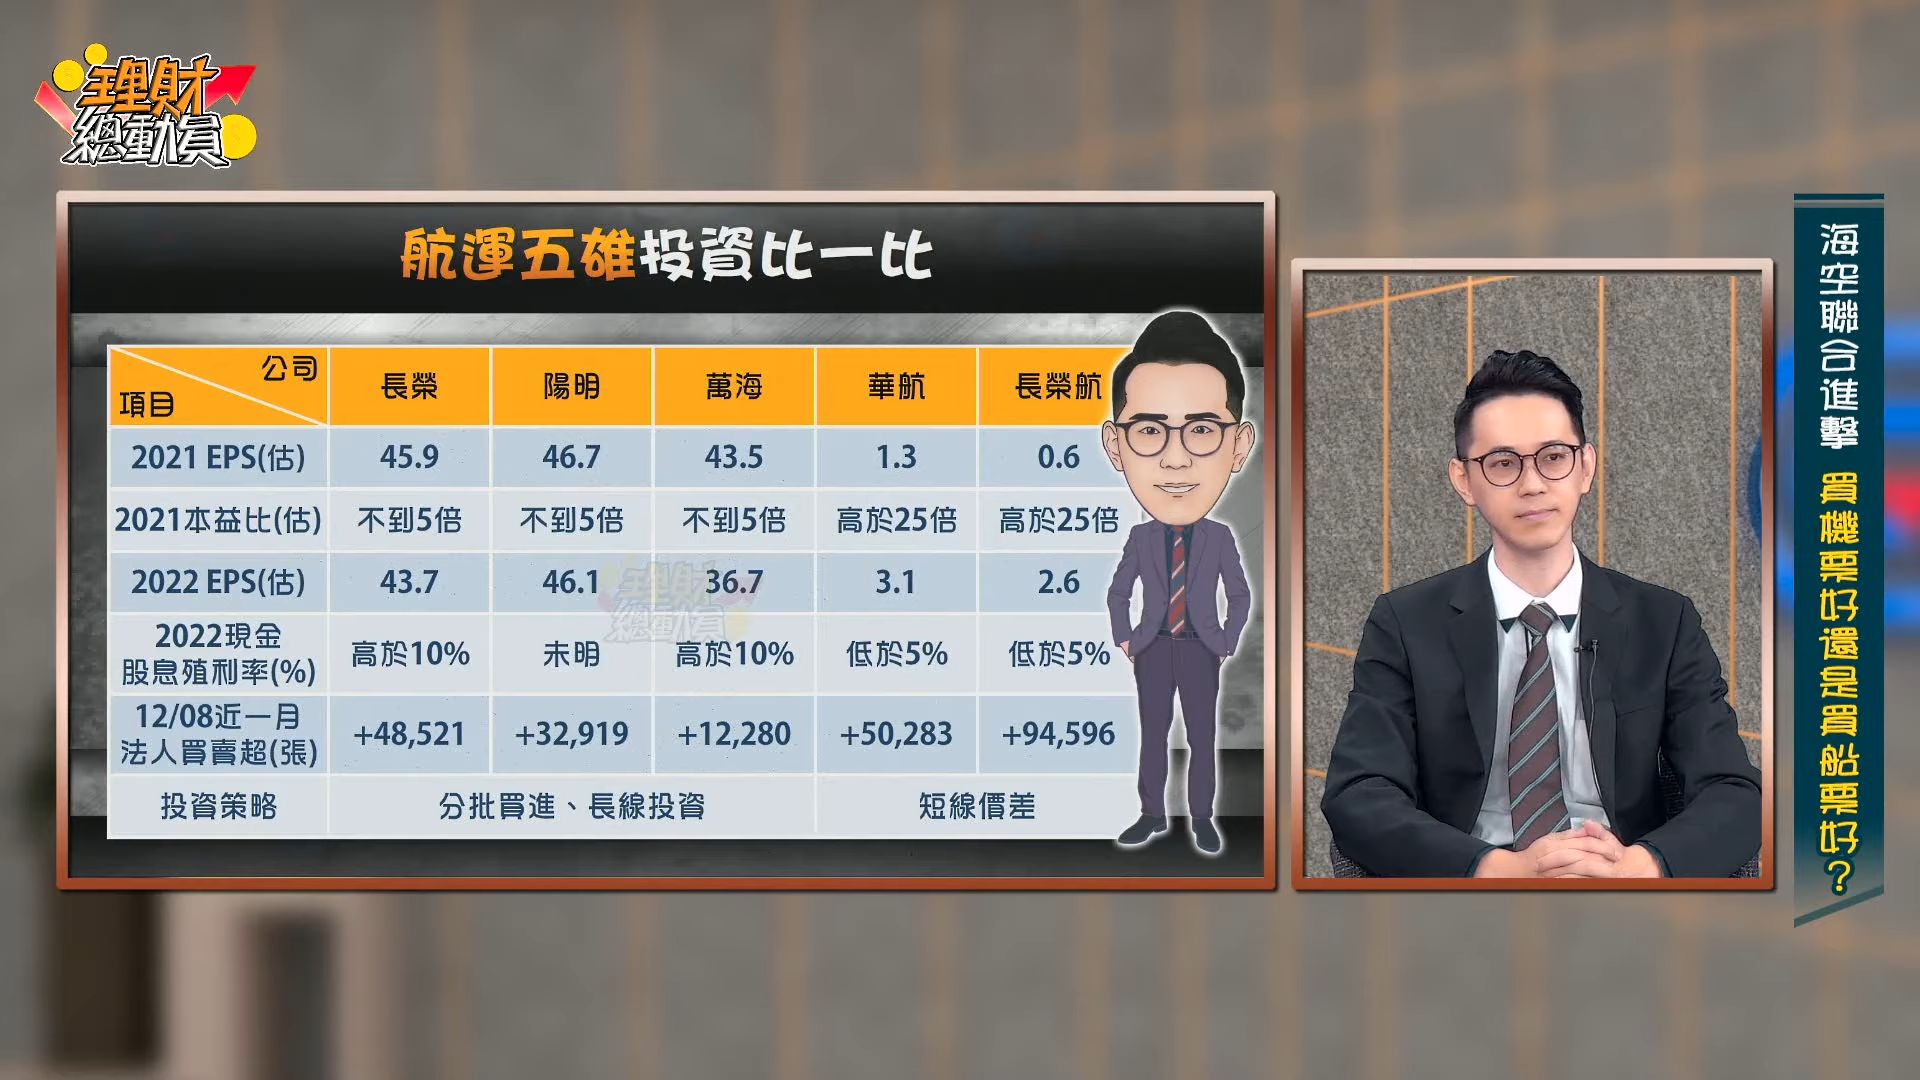 理財
總動員
航運五雄投資比一比
公司
項目
長榮
陽明
萬海
華航
長榮航
2021 EPS(估)
45.9
46.7
43.5
1.3
0.6
2021本益比(估)
不到5倍
不到5倍
不到5倍
高於25倍
高於25倍
2022 EPS(估)
43.7
46.1
36.7
3.1
2.6
2022現金
股息殖利率(%)
高於10%
未明
高於10%
低於5%
低於5%
12/08近一月
法人買賣超(張)
+48,521
+32,919
+12,280
+50,283
+94,596
投資策略
分批買進、長線投資
短線價差
理財
總動員
海空聯合進擊 買機票好還是買船票好?